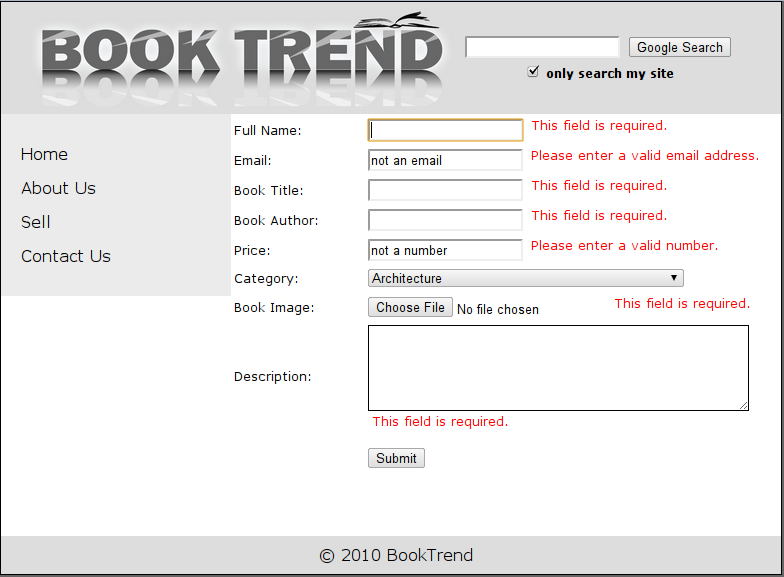 BOOK TREND
Google Search
only search my site
Home
About Us
Sell
Contact Us
Full Name: This field is required.
Email: not an email Please enter a valid email address.
Book Title: This field is required.
Book Author: This field is required.
Price: not a number Please enter a valid number.
Category: Architecture
Book Image: Choose File No file chosen This field is required.
Description:
This field is required.
Submit
© 2010 BookTrend